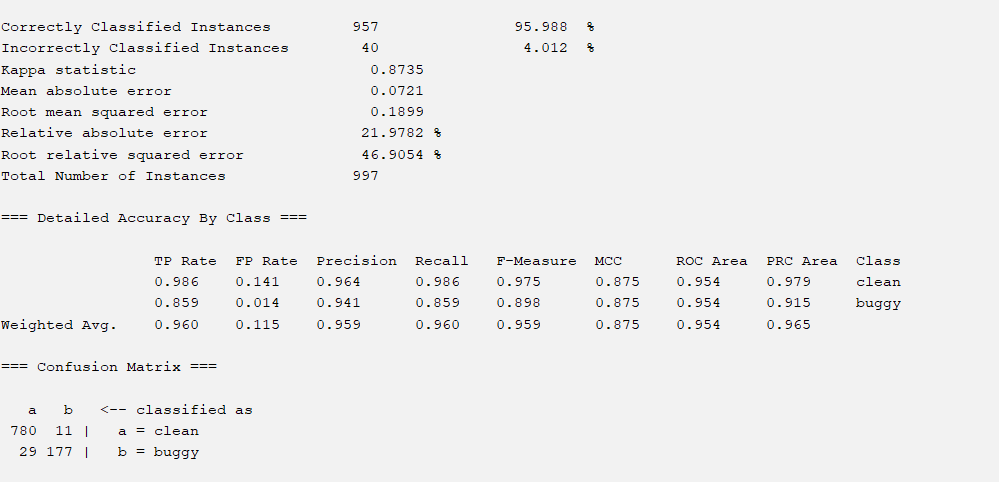 Correctly Classified Instances         957               95.988  %
Incorrectly Classified Instances        40                4.012  %
Kappa statistic                          0.8735
Mean absolute error                      0.0721
Root mean squared error                  0.1899
Relative absolute error                 21.9782 %
Root relative squared error             46.9054 %
Total Number of Instances              997
=== Detailed Accuracy By Class ===
                 TP Rate  FP Rate  Precision  Recall   F-Measure  MCC      ROC Area  PRC Area  Class
                 0.986    0.141    0.964      0.986    0.975      0.875    0.954     0.979     clean
                 0.859    0.014    0.941      0.859    0.898      0.875    0.954     0.915     buggy
Weighted Avg.    0.960    0.115    0.959      0.960    0.959      0.875    0.954     0.965
=== Confusion Matrix ===
   a   b   <-- classified as
 780  11 |   a = clean
  29 177 |   b = buggy